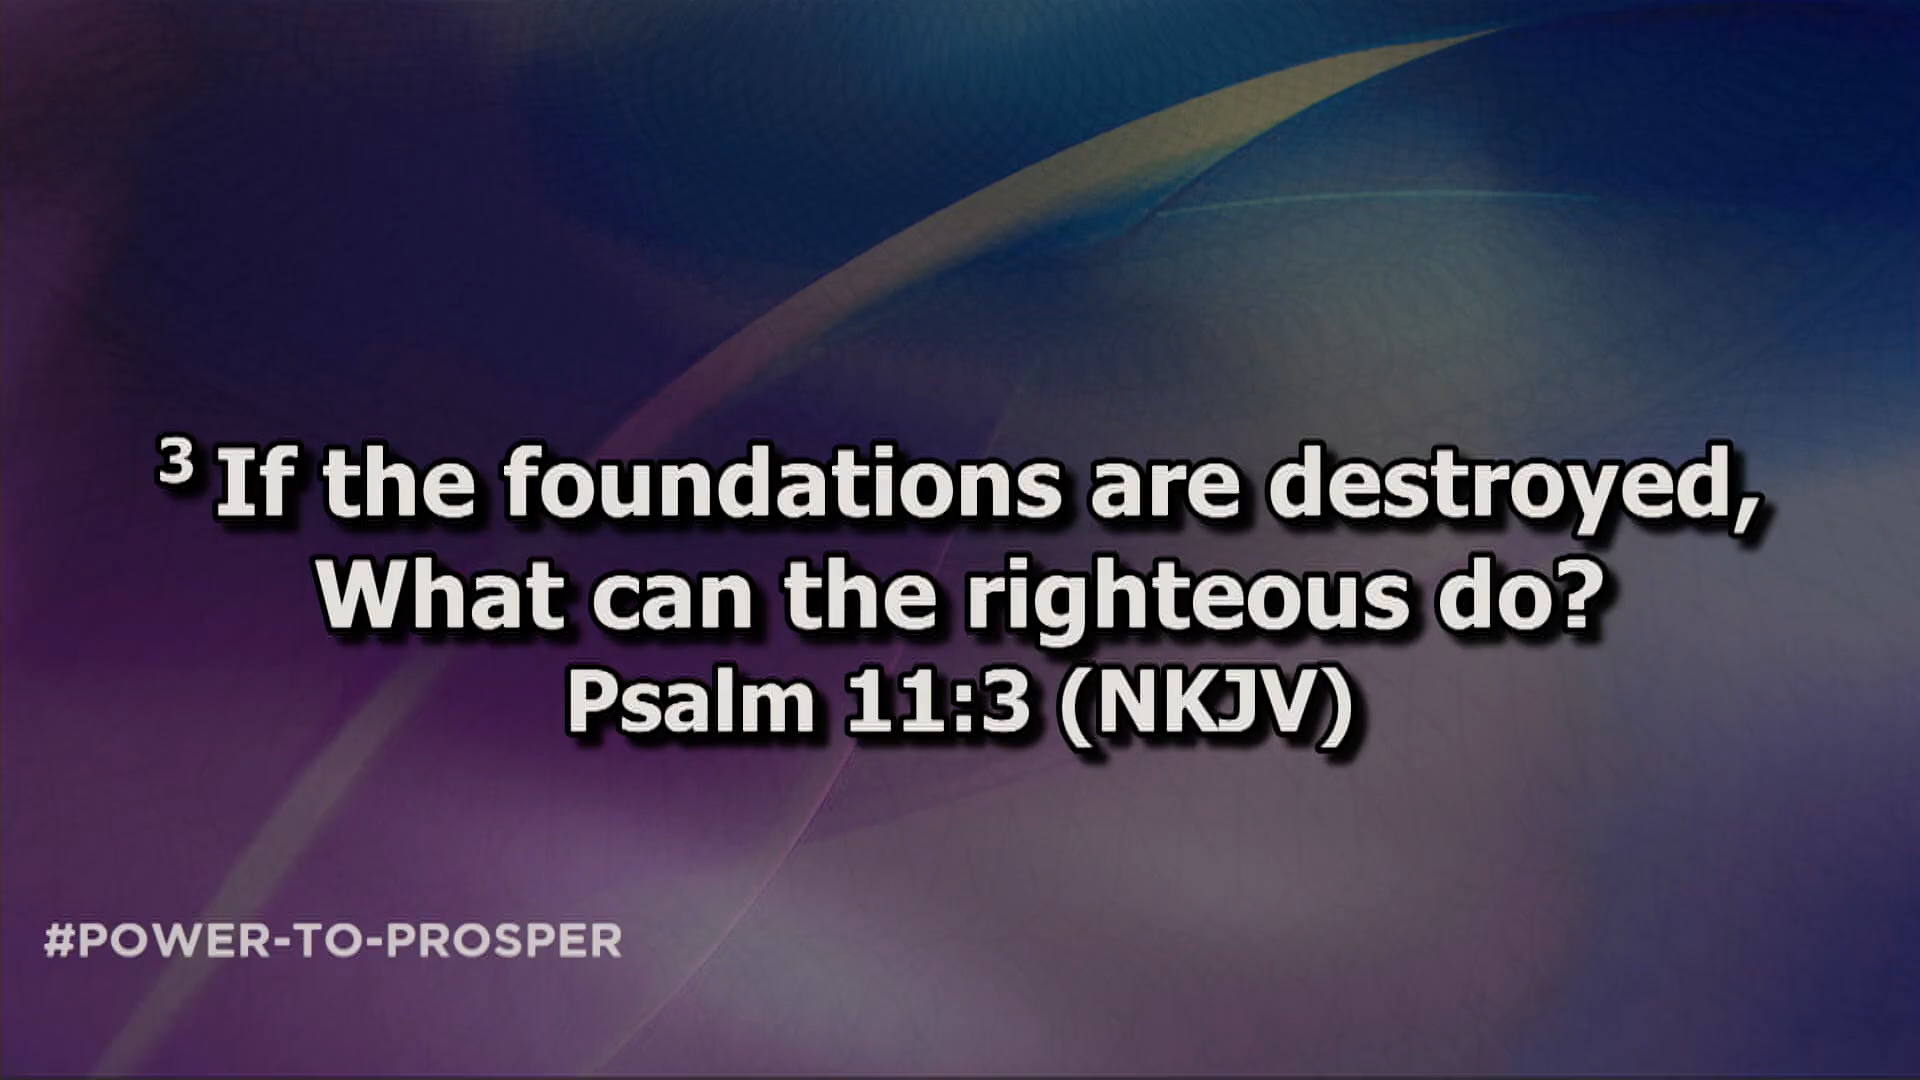 3 If the foundations are destroyed,
What can the righteous do?
Psalm 11:3 (NKJV)
#POWER-TO-PROSPER